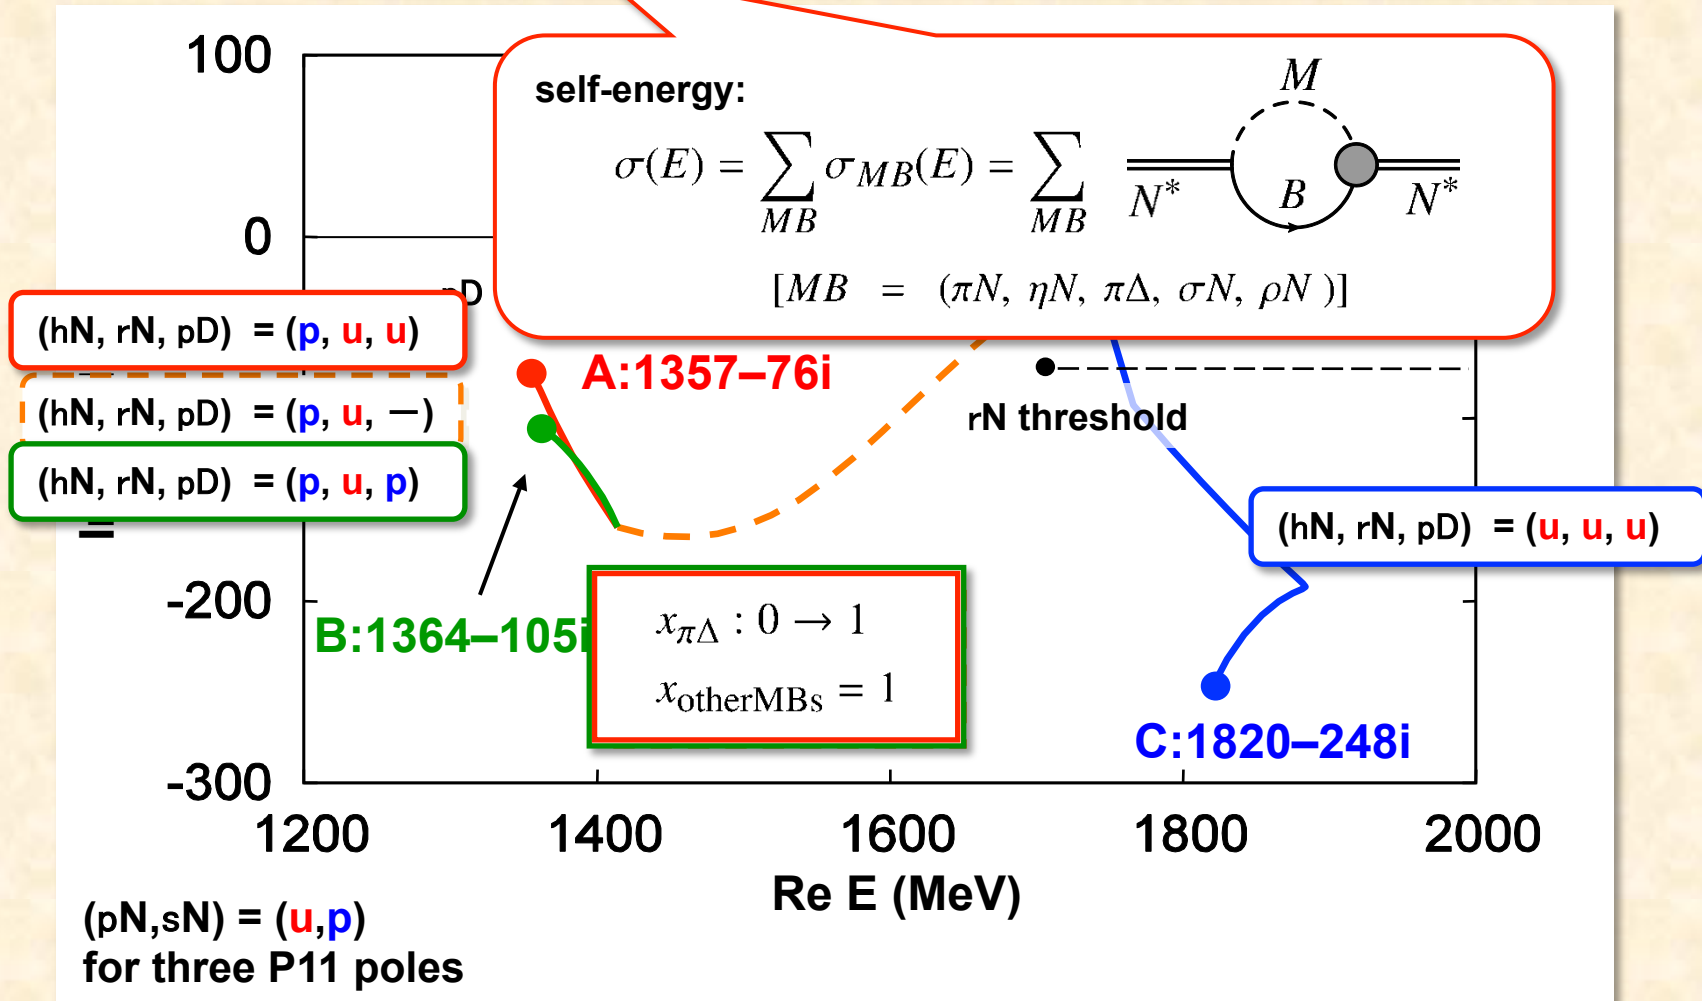 100
self-energy:
M
σ(E) = ∑ σ_MB(E) = ∑
MB MB
N* B N*
0
[MB = (πN, ηN, πΔ, σN, ρN )]
pD
(hN, rN, pD) = (p, u, u)
A:1357–76i
(hN, rN, pD) = (p, u, —)
rN threshold
(hN, rN, pD) = (p, u, p)
(hN, rN, pD) = (u, u, u)
-200
x_πΔ : 0 → 1
B:1364–105i
x_otherMBs = 1
C:1820–248i
-300
1200 1400 1600 1800 2000
Re E (MeV)
(pN,sN) = (u,p)
for three P11 poles